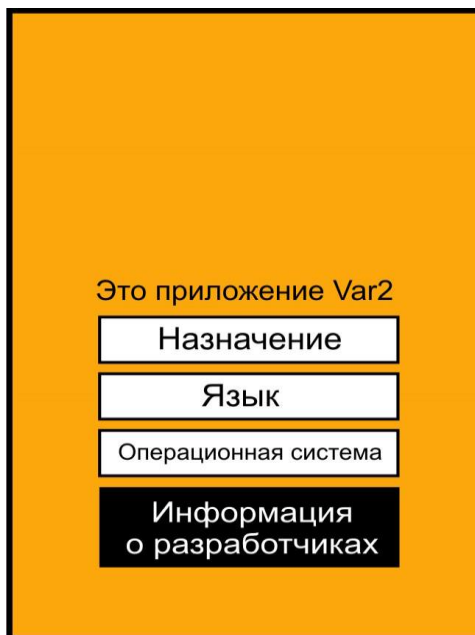 Это приложение Var2
Назначение
Язык
Операционная система
Информация
о разработчиках